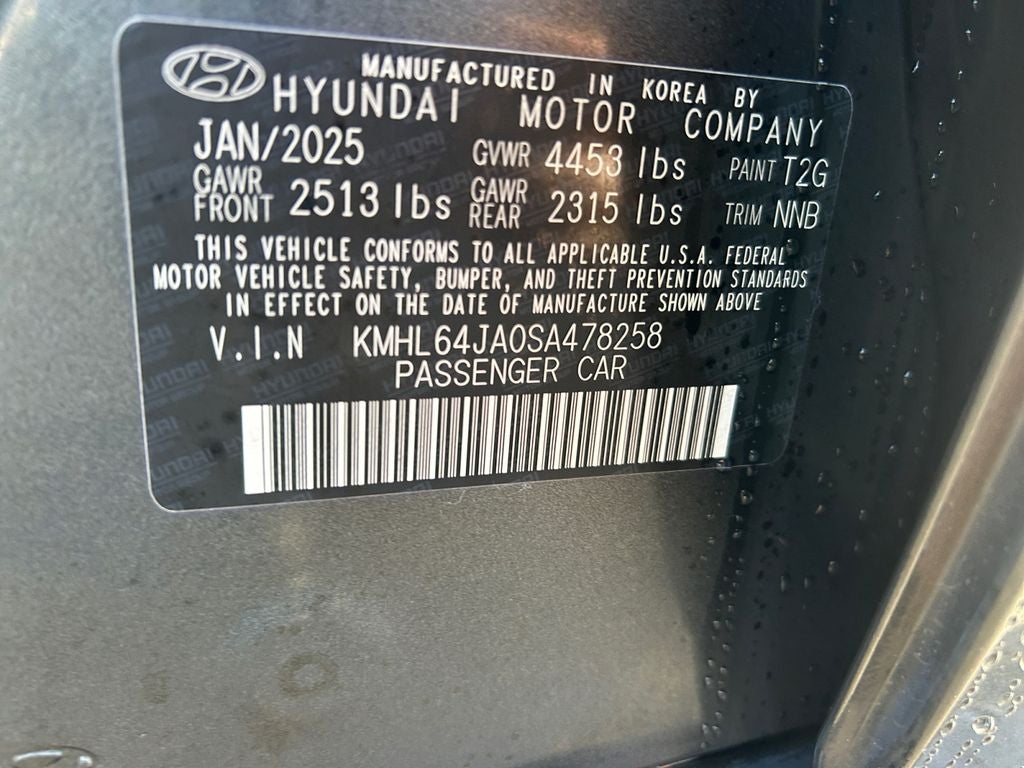 MANUFACTURED IN KOREA BY
HYUNDAI MOTOR COMPANY
JAN/2025 GVWR 4453 lbs PAINT T2G
GAWR FRONT 2513 lbs GAWR REAR 2315 lbs TRIM NNB
THIS VEHICLE CONFORMS TO ALL APPLICABLE U.S.A. FEDERAL
MOTOR VEHICLE SAFETY, BUMPER, AND THEFT PREVENTION STANDARDS
IN EFFECT ON THE DATE OF MANUFACTURE SHOWN ABOVE
V.I.N KMHL64JA0SA478258
PASSENGER CAR